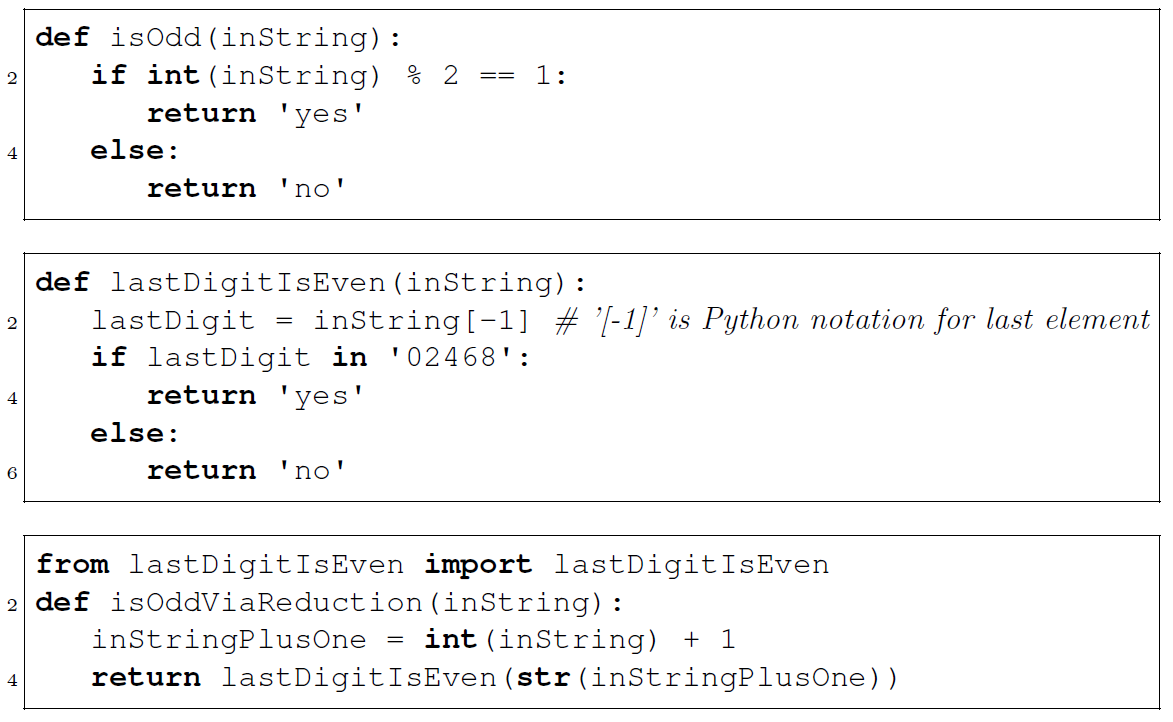 def isOdd(inString):
2 if int(inString) % 2 == 1:
return 'yes'
4 else:
return 'no'
def lastDigitIsEven(inString):
2 lastDigit = inString[-1] # '[-1]' is Python notation for last element
if lastDigit in '02468':
4 return 'yes'
else:
6 return 'no'
from lastDigitIsEven import lastDigitIsEven
2 def isOddViaReduction(inString):
inStringPlusOne = int(inString) + 1
4 return lastDigitIsEven(str(inStringPlusOne))